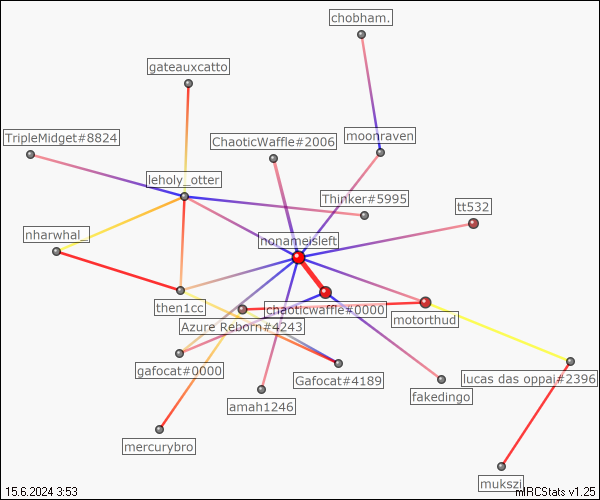 chobham.
gateauxcatto
TripleMidget#8824
ChaoticWaffle#2006
moonraven
leholy_otter
Thinker#5995
tt532
nharwhal_
nonameisleft
then1cc
chaoticwaffle#0000
motorthud
Azure Reborn#4243
gafocat#0000
Gafocat#4189
lucas das oppai#2396
fakedingo
amah1246
mercurybro
mukszi
15.6.2024 3:53
mIRCStats v1.25